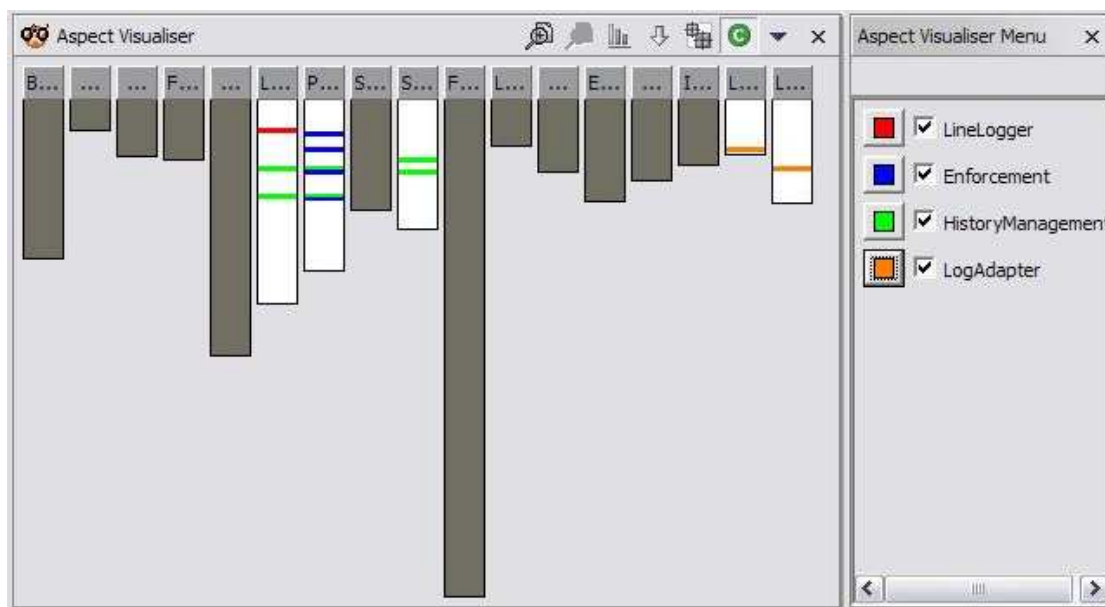 Aspect Visualiser
C
Aspect Visualiser Menu
B... ... ... F... ... L... P... S... S... F... L... ... E... ... I... L... L...
LineLogger
Enforcement
HistoryManagement
LogAdapter